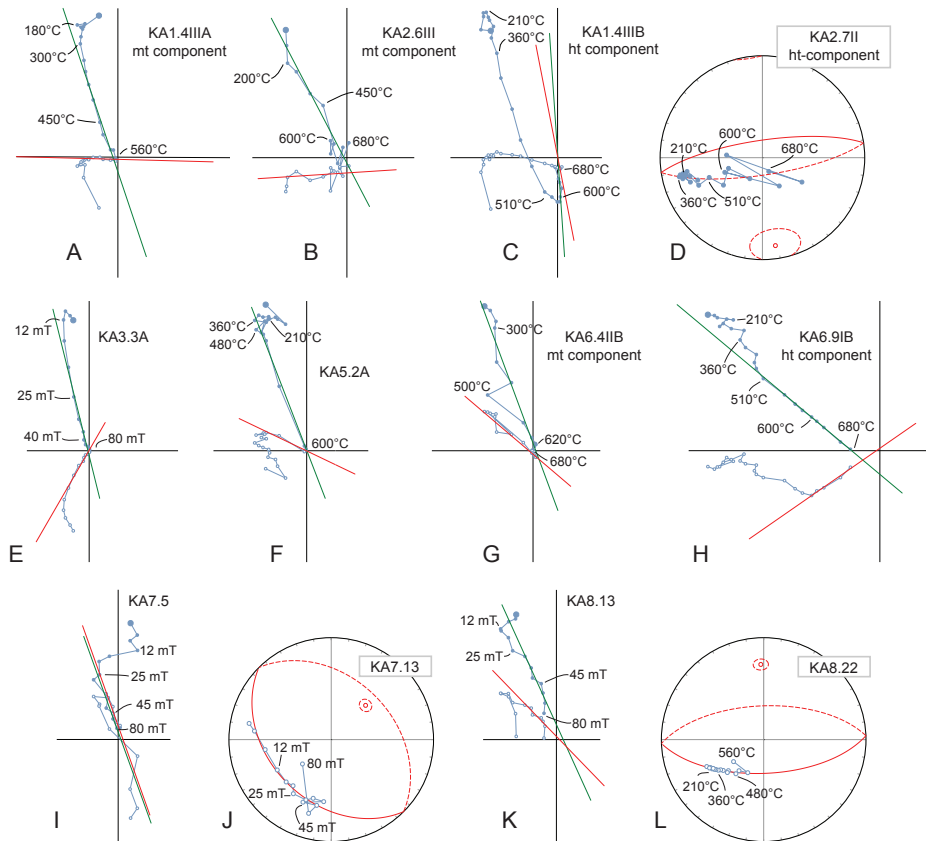 KA1.4IIIA
mt component
180°C
300°C
450°C
560°C
A
KA2.6III
mt component
200°C
450°C
600°C
680°C
B
KA1.4IIIB
ht component
210°C
360°C
680°C
510°C
600°C
C
KA2.7II
ht-component
600°C
210°C
680°C
360°C
510°C
D
12 mT
KA3.3A
25 mT
40 mT
80 mT
E
360°C
210°C
480°C
KA5.2A
600°C
F
KA6.4IIB
mt component
300°C
500°C
620°C
680°C
G
KA6.9IB
ht component
210°C
360°C
510°C
600°C
680°C
H
KA7.5
12 mT
25 mT
45 mT
80 mT
I
KA7.13
12 mT
80 mT
25 mT
45 mT
J
KA8.13
12 mT
25 mT
45 mT
80 mT
K
KA8.22
560°C
210°C
360°C
480°C
L